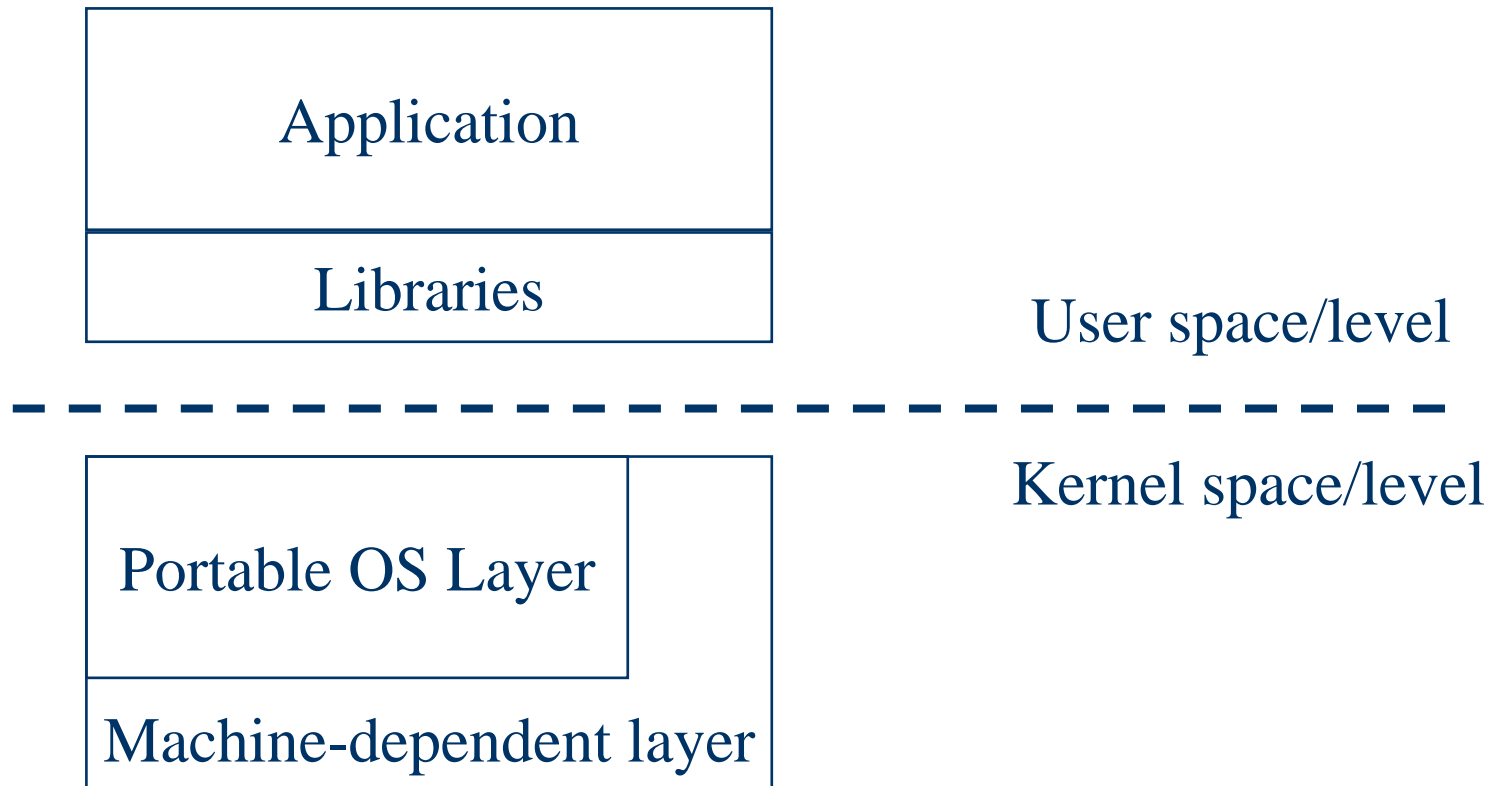 Application
Libraries
User space/level
Kernel space/level
Portable OS Layer
Machine-dependent layer